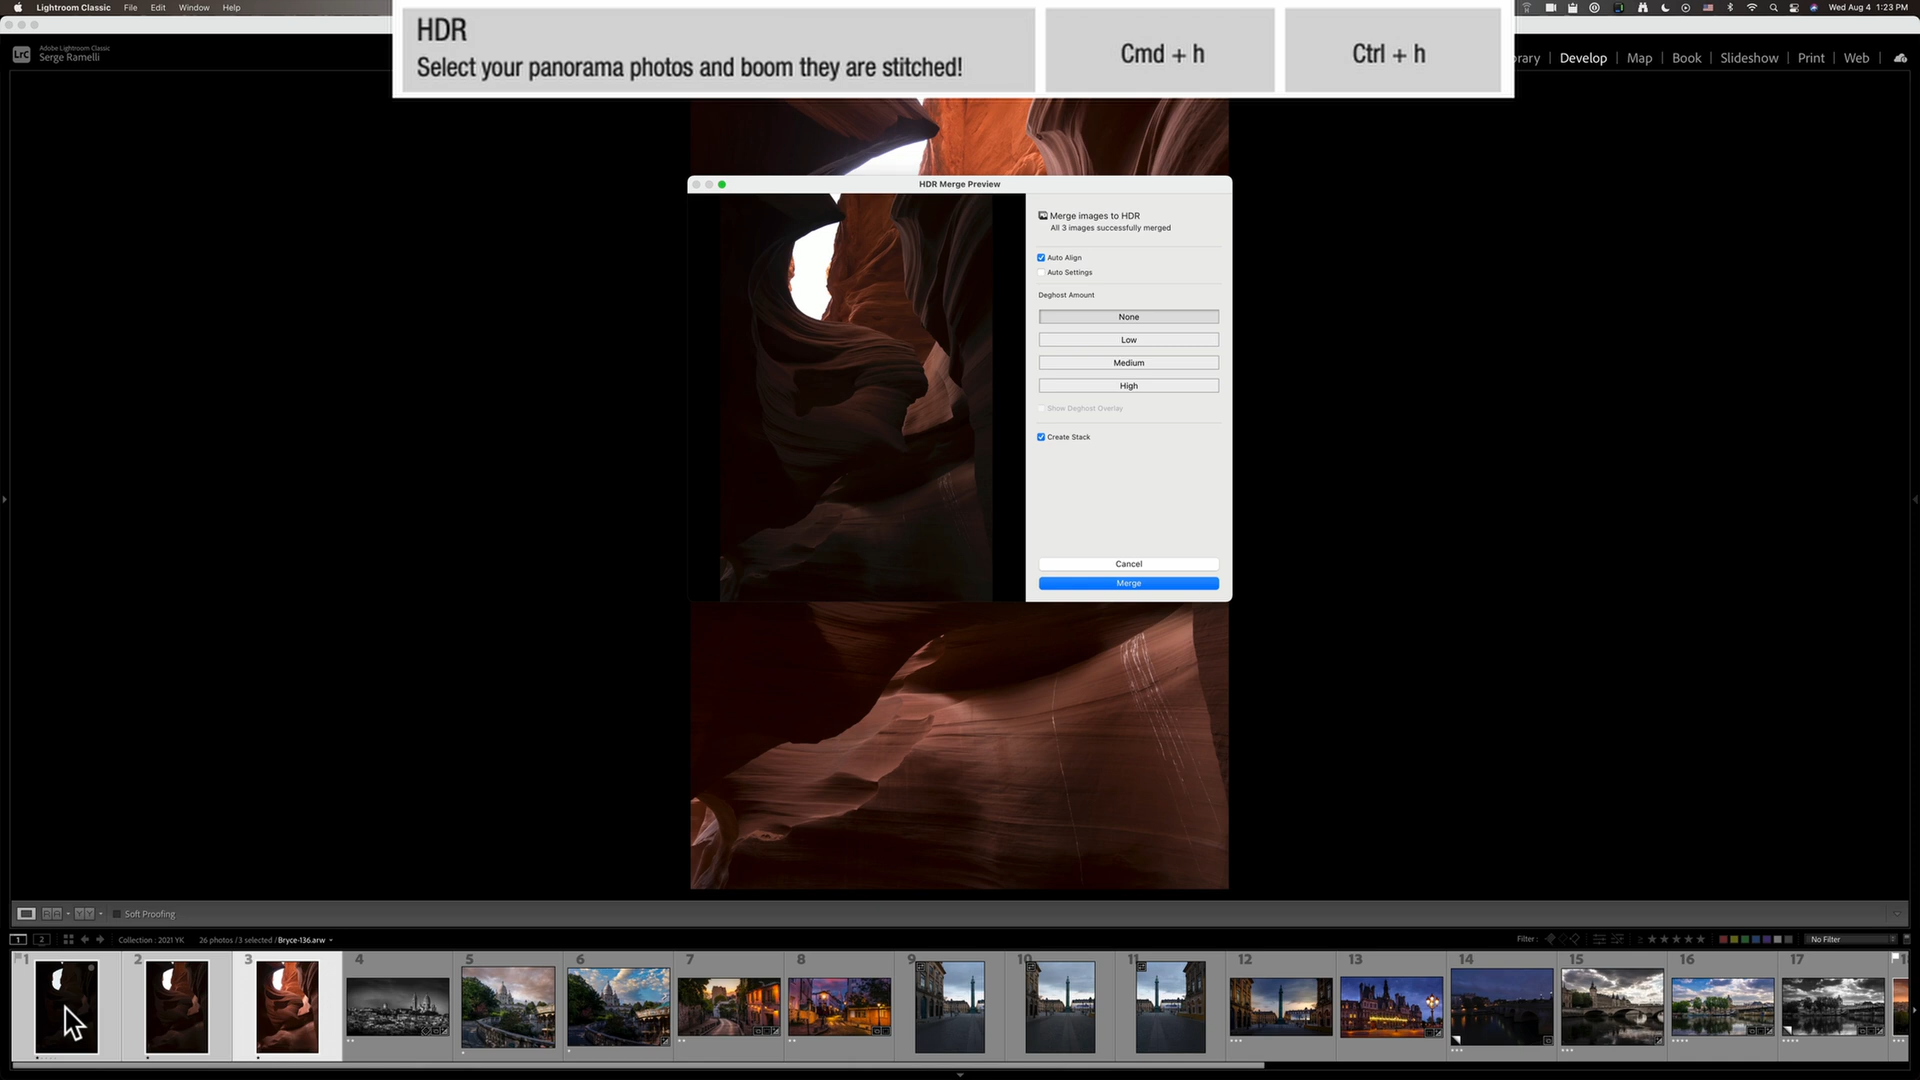 Lightroom Classic File Edit Window Help
Wed Aug 4 1:23 PM
HDR
Select your panorama photos and boom they are stitched!
Cmd + h
Ctrl + h
LrC
Adobe Lightroom Classic
Serge Ramelli
rary | Develop | Map | Book | Slideshow | Print | Web
HDR Merge Preview
Merge images to HDR
All 3 images successfully merged
Auto Align
Auto Settings
Deghost Amount
None
Low
Medium
High
Show Deghost Overlay
Create Stack
Cancel
Merge
Soft Proofing
1 2 Collection : 2021 YK 26 photos / 3 selected / Bryce-136.arw
Filter : No Filter
1 2 3 4 5 6 7 8 9 10 11 12 13 14 15 16 17